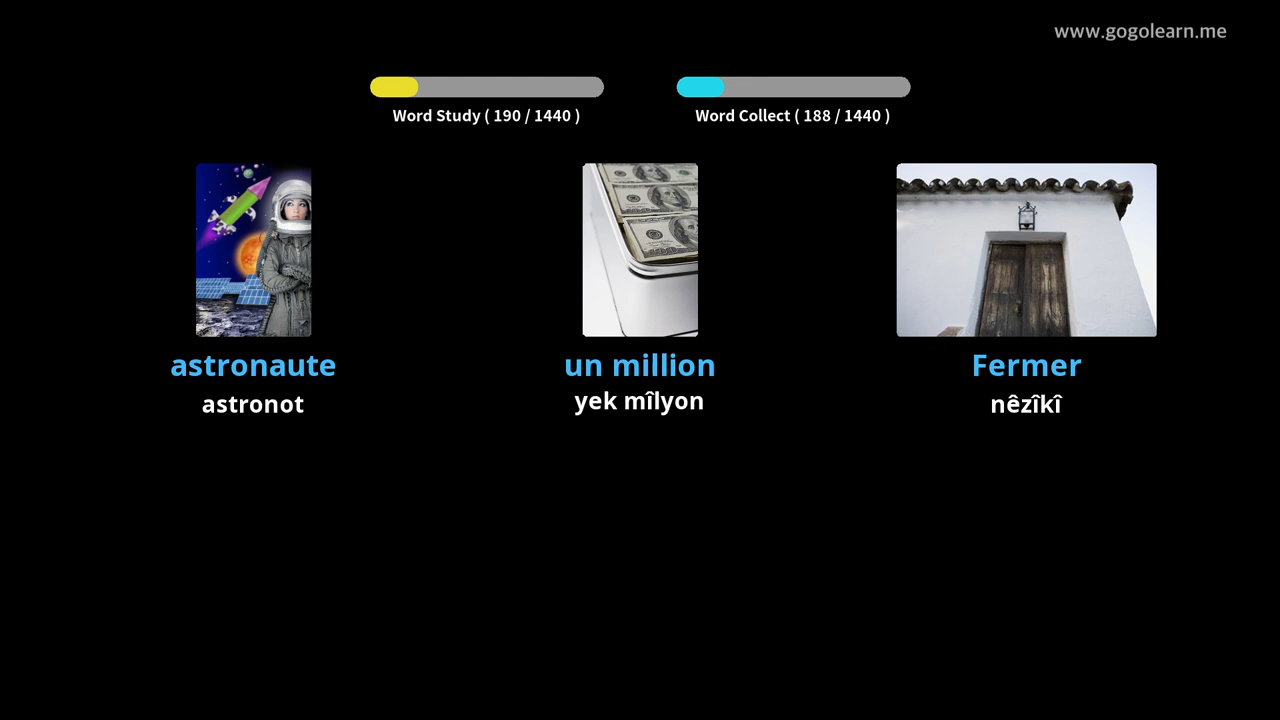 www.gogolearn.me
Word Study ( 190 / 1440 )
Word Collect ( 188 / 1440 )
astronaute
astronot
un million
yek mîlyon
Fermer
nêzîkî